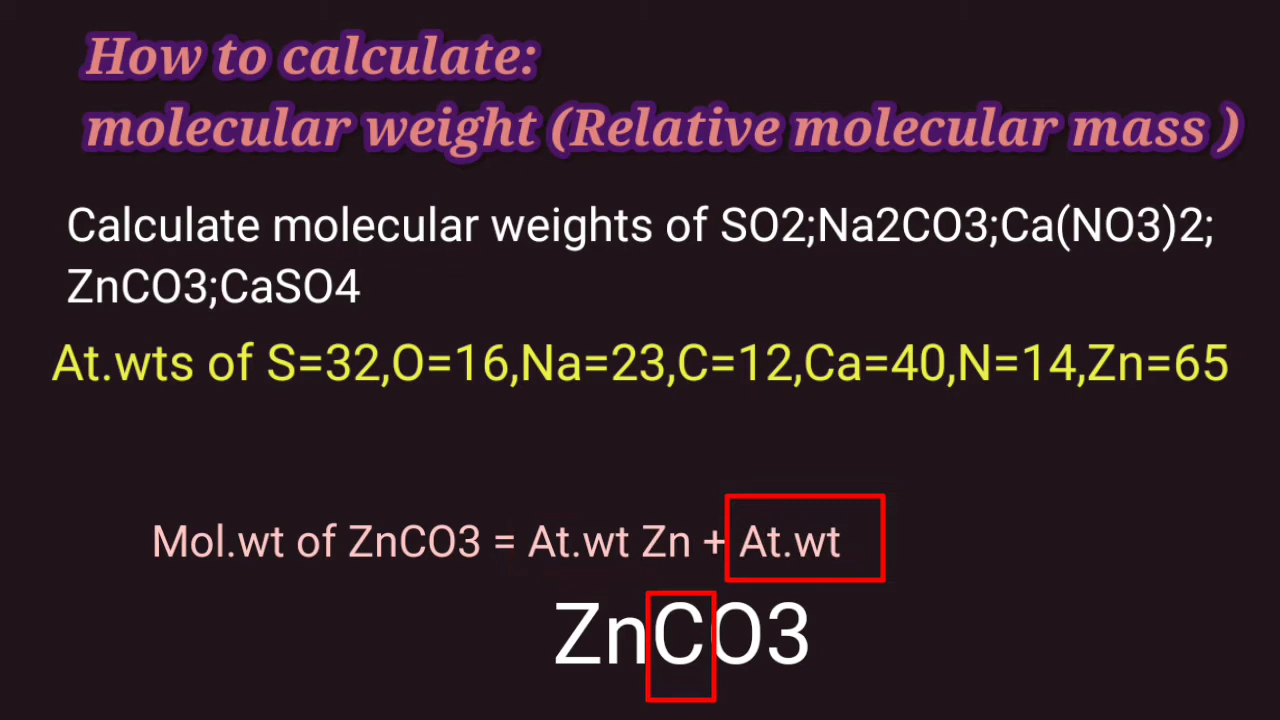 How to calculate:
molecular weight (Relative molecular mass )
Calculate molecular weights of SO2;Na2CO3;Ca(NO3)2;
ZnCO3;CaSO4
At.wts of S=32,O=16,Na=23,C=12,Ca=40,N=14,Zn=65
Mol.wt of ZnCO3 = At.wt Zn + At.wt
ZnCO3